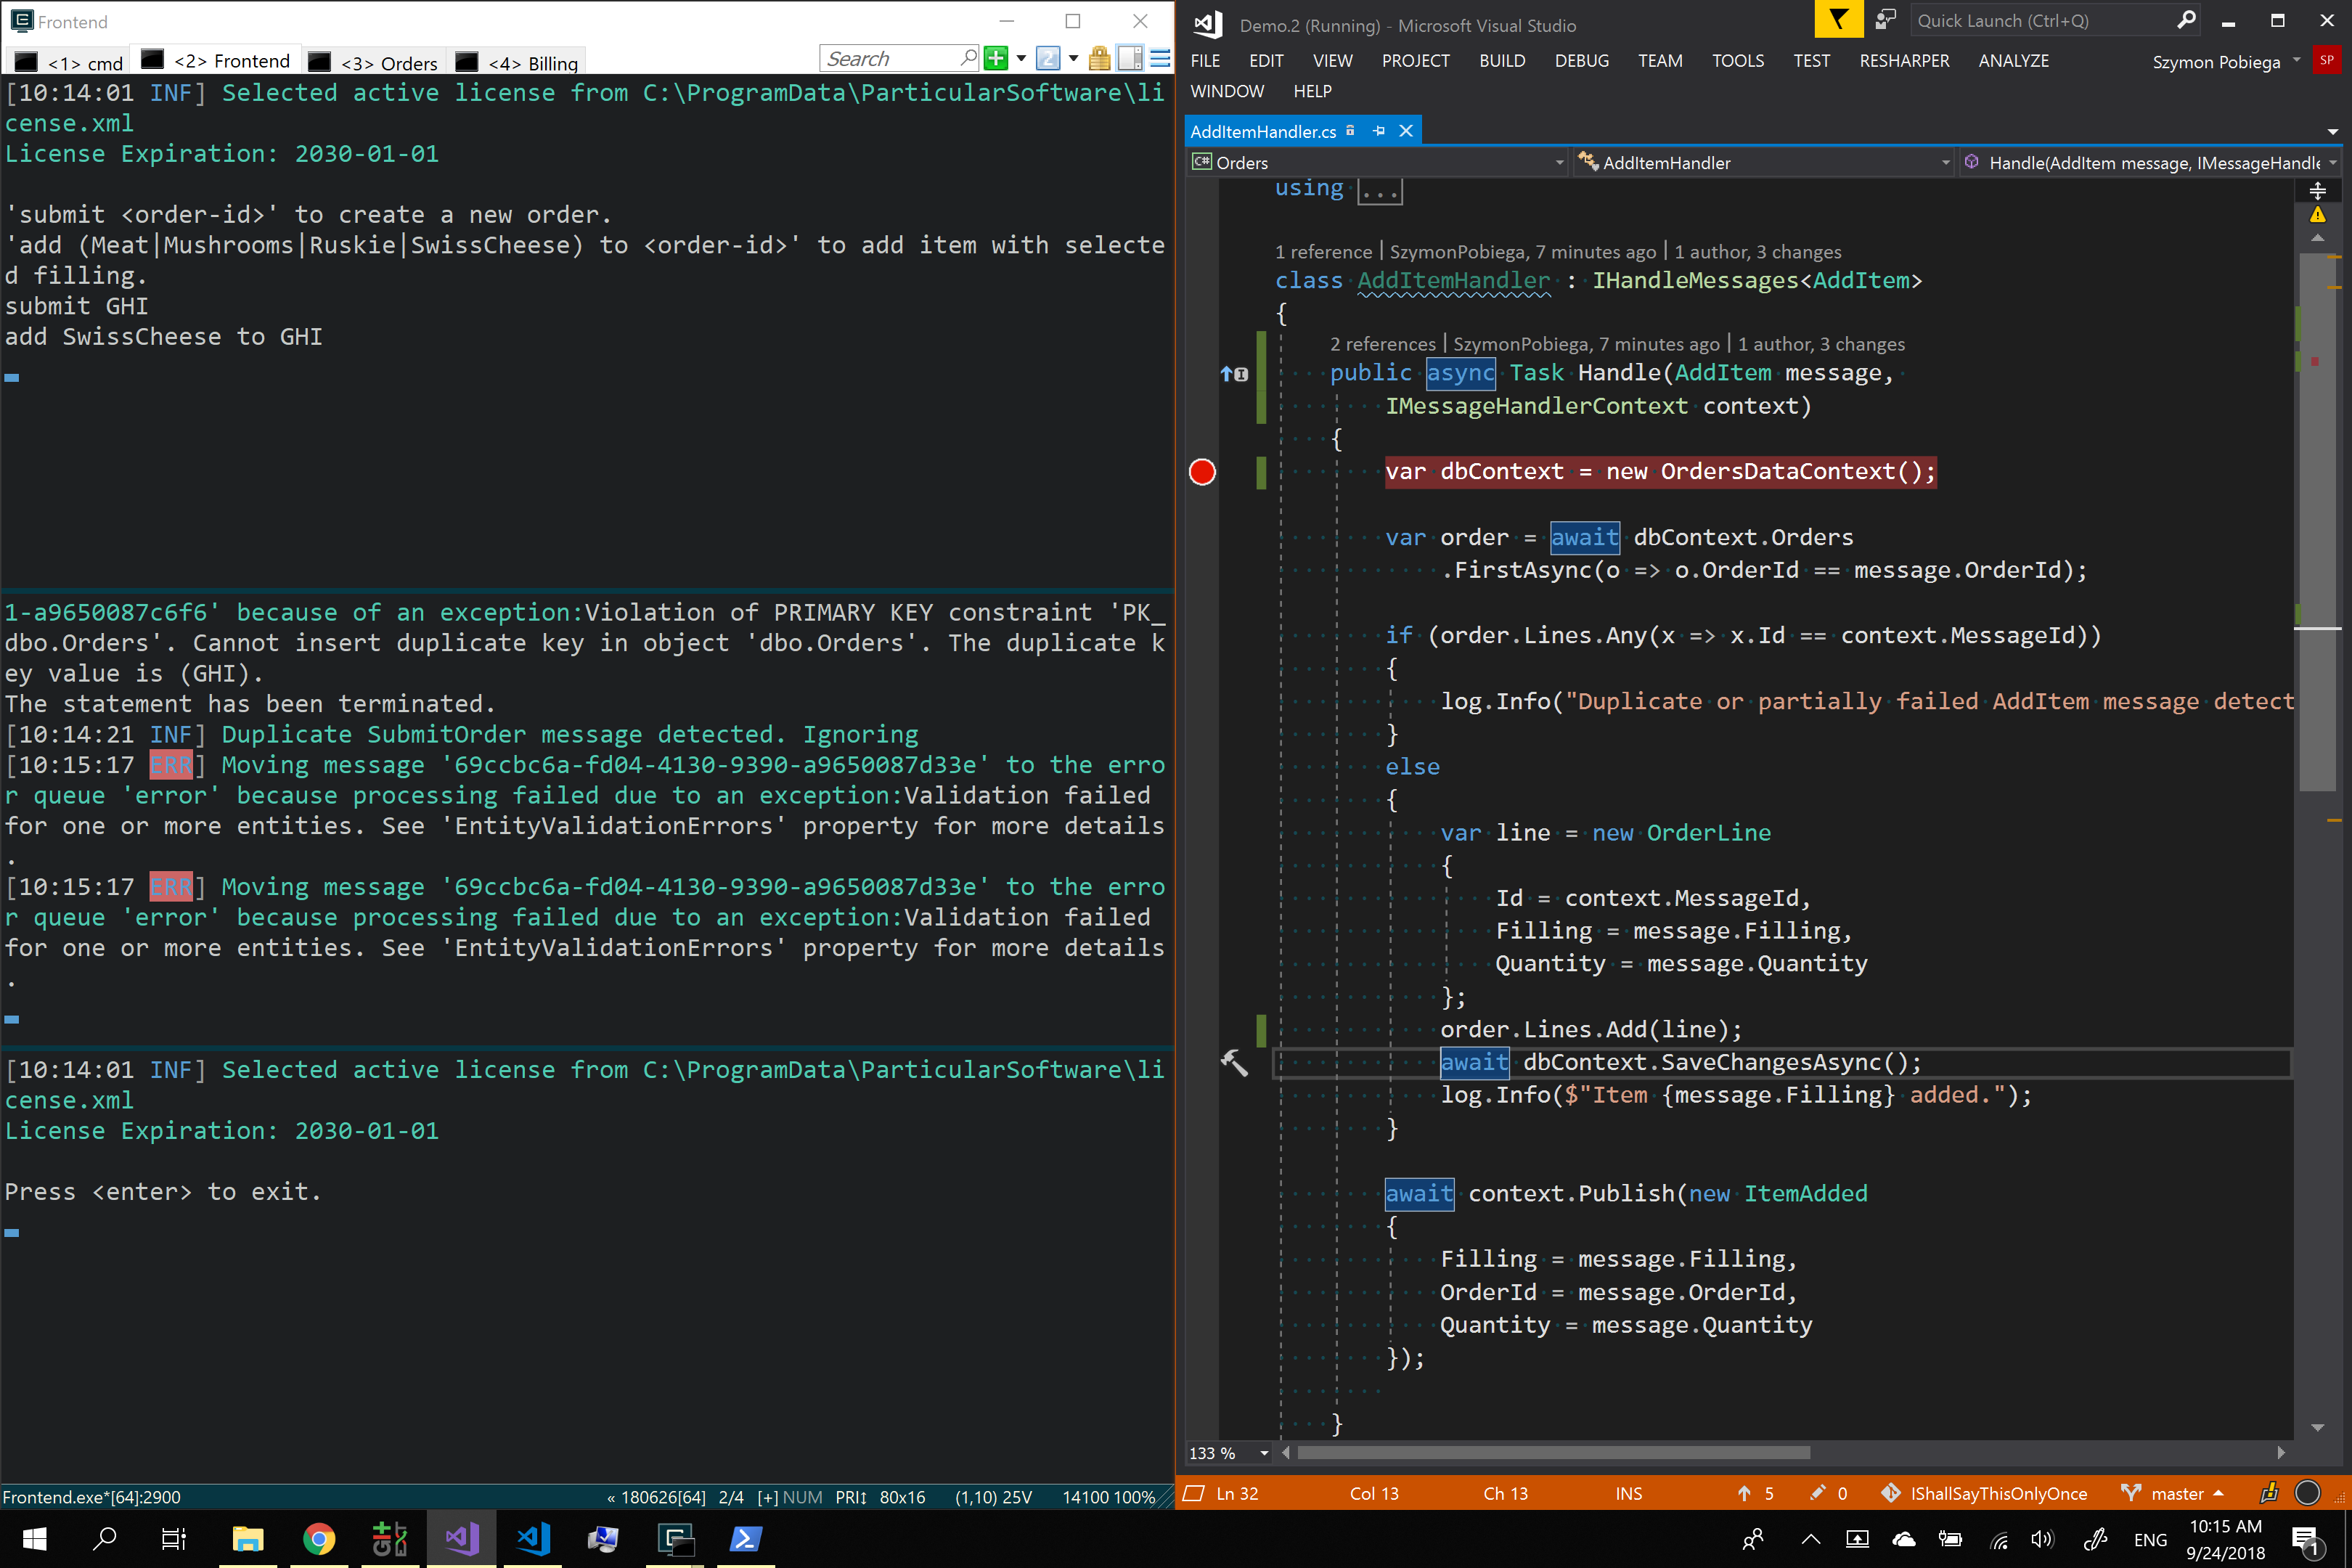 Frontend
<1> cmd
<2> Frontend
<3> Orders
<4> Billing
Search
[10:14:01 INF] Selected active license from C:\ProgramData\ParticularSoftware\li
cense.xml
License Expiration: 2030-01-01
'submit <order-id>' to create a new order.
'add (Meat|Mushrooms|Ruskie|SwissCheese) to <order-id>' to add item with selecte
d filling.
submit GHI
add SwissCheese to GHI
1-a9650087c6f6' because of an exception:Violation of PRIMARY KEY constraint 'PK_
dbo.Orders'. Cannot insert duplicate key in object 'dbo.Orders'. The duplicate k
ey value is (GHI).
The statement has been terminated.
[10:14:21 INF] Duplicate SubmitOrder message detected. Ignoring
[10:15:17 ERR] Moving message '69ccbc6a-fd04-4130-9390-a9650087d33e' to the erro
r queue 'error' because processing failed due to an exception:Validation failed
for one or more entities. See 'EntityValidationErrors' property for more details
.
[10:15:17 ERR] Moving message '69ccbc6a-fd04-4130-9390-a9650087d33e' to the erro
r queue 'error' because processing failed due to an exception:Validation failed
for one or more entities. See 'EntityValidationErrors' property for more details
.
[10:14:01 INF] Selected active license from C:\ProgramData\ParticularSoftware\li
cense.xml
License Expiration: 2030-01-01
Press <enter> to exit.
Frontend.exe*[64]:2900
« 180626[64] 2/4 [+] NUM PRI↕ 80x16 (1,10) 25V 14100 100%
Demo.2 (Running) - Microsoft Visual Studio
Quick Launch (Ctrl+Q)
FILE EDIT VIEW PROJECT BUILD DEBUG TEAM TOOLS TEST RESHARPER ANALYZE
Szymon Pobiega
SP
WINDOW HELP
AddItemHandler.cs
C# Orders
AddItemHandler
Handle(AddItem message, IMessageHandle
using ...
1 reference | SzymonPobiega, 7 minutes ago | 1 author, 3 changes
class AddItemHandler : IHandleMessages<AddItem>
{
2 references | SzymonPobiega, 7 minutes ago | 1 author, 3 changes
public async Task Handle(AddItem message,
IMessageHandlerContext context)
{
var dbContext = new OrdersDataContext();
var order = await dbContext.Orders
.FirstAsync(o => o.OrderId == message.OrderId);
if (order.Lines.Any(x => x.Id == context.MessageId))
{
log.Info("Duplicate or partially failed AddItem message detect
}
else
{
var line = new OrderLine
{
Id = context.MessageId,
Filling = message.Filling,
Quantity = message.Quantity
};
order.Lines.Add(line);
await dbContext.SaveChangesAsync();
log.Info($"Item {message.Filling} added.");
}
await context.Publish(new ItemAdded
{
Filling = message.Filling,
OrderId = message.OrderId,
Quantity = message.Quantity
});
}
133 %
Ln 32 Col 13 Ch 13 INS 5 0 IShallSayThisOnlyOnce master
ENG
10:15 AM
9/24/2018
1